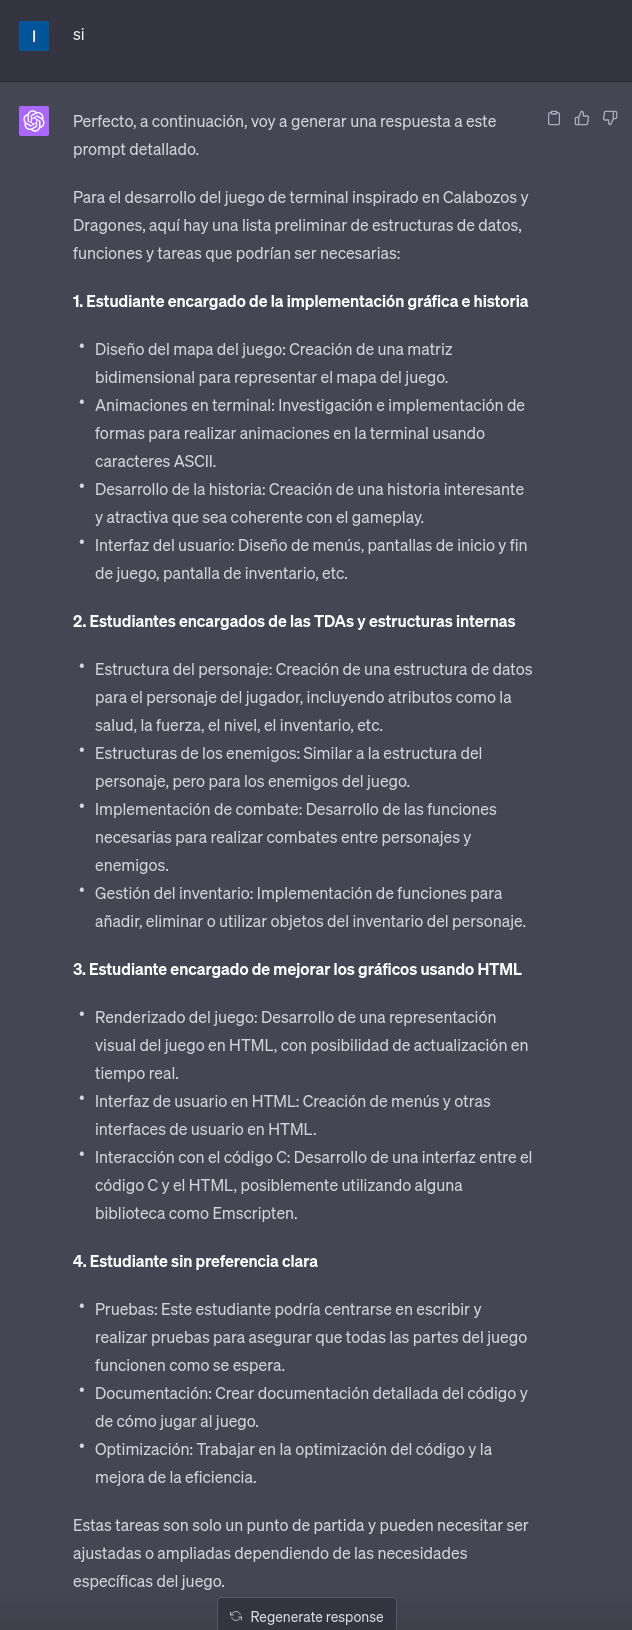 I
si
Perfecto, a continuación, voy a generar una respuesta a este
prompt detallado.
Para el desarrollo del juego de terminal inspirado en Calabozos y
Dragones, aquí hay una lista preliminar de estructuras de datos,
funciones y tareas que podrían ser necesarias:
1. Estudiante encargado de la implementación gráfica e historia
• Diseño del mapa del juego: Creación de una matriz
bidimensional para representar el mapa del juego.
• Animaciones en terminal: Investigación e implementación de
formas para realizar animaciones en la terminal usando
caracteres ASCII.
• Desarrollo de la historia: Creación de una historia interesante
y atractiva que sea coherente con el gameplay.
• Interfaz del usuario: Diseño de menús, pantallas de inicio y fin
de juego, pantalla de inventario, etc.
2. Estudiantes encargados de las TDAs y estructuras internas
• Estructura del personaje: Creación de una estructura de datos
para el personaje del jugador, incluyendo atributos como la
salud, la fuerza, el nivel, el inventario, etc.
• Estructuras de los enemigos: Similar a la estructura del
personaje, pero para los enemigos del juego.
• Implementación de combate: Desarrollo de las funciones
necesarias para realizar combates entre personajes y
enemigos.
• Gestión del inventario: Implementación de funciones para
añadir, eliminar o utilizar objetos del inventario del personaje.
3. Estudiante encargado de mejorar los gráficos usando HTML
• Renderizado del juego: Desarrollo de una representación
visual del juego en HTML, con posibilidad de actualización en
tiempo real.
• Interfaz de usuario en HTML: Creación de menús y otras
interfaces de usuario en HTML.
• Interacción con el código C: Desarrollo de una interfaz entre el
código C y el HTML, posiblemente utilizando alguna
biblioteca como Emscripten.
4. Estudiante sin preferencia clara
• Pruebas: Este estudiante podría centrarse en escribir y
realizar pruebas para asegurar que todas las partes del juego
funcionen como se espera.
• Documentación: Crear documentación detallada del código y
de cómo jugar al juego.
• Optimización: Trabajar en la optimización del código y la
mejora de la eficiencia.
Estas tareas son solo un punto de partida y pueden necesitar ser
ajustadas o ampliadas dependiendo de las necesidades
específicas del juego.
Regenerate response